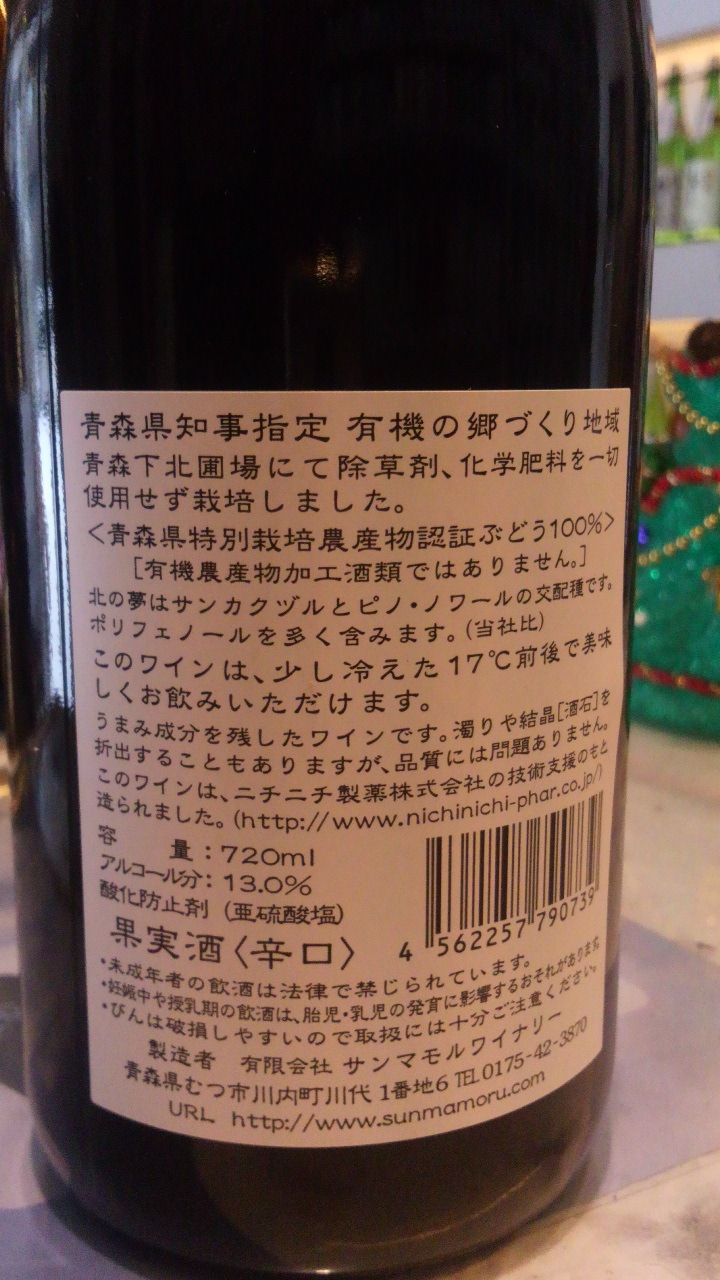 青森県知事指定 有機の郷づくり地域
青森下北圃場にて除草剤、化学肥料を一切
使用せず栽培しました。
<青森県特別栽培農産物認証ぶどう100%>
[有機農産物加工酒類ではありません。]
北の夢はサンカクヅルとピノ・ノワールの交配種です。
ポリフェノールを多く含みます。(当社比)
このワインは、少し冷えた17℃前後で美味
しくお飲みいただけます。
うまみ成分を残したワインです。濁りや結晶[酒石]を
折出することもありますが、品質には問題ありません。
このワインは、ニチニチ製薬株式会社の技術支援のもと
造られました。(http://www.nichinichi-phar.co.jp/)
容 量:720ml
アルコール分:13.0%
酸化防止剤 (亜硫酸塩)
果実酒〈辛口〉
4 562257 790739
・未成年者の飲酒は法律で禁じられています。
・妊娠中や授乳期の飲酒は、胎児・乳児の発育に影響するおそれがあります。
・びんは破損しやすいので取扱には十分ご注意ください。
製造者 有限会社 サンマモルワイナリー
青森県むつ市川内町川代1番地6 TEL0175-42-3870
URL http://www.sunmamoru.com